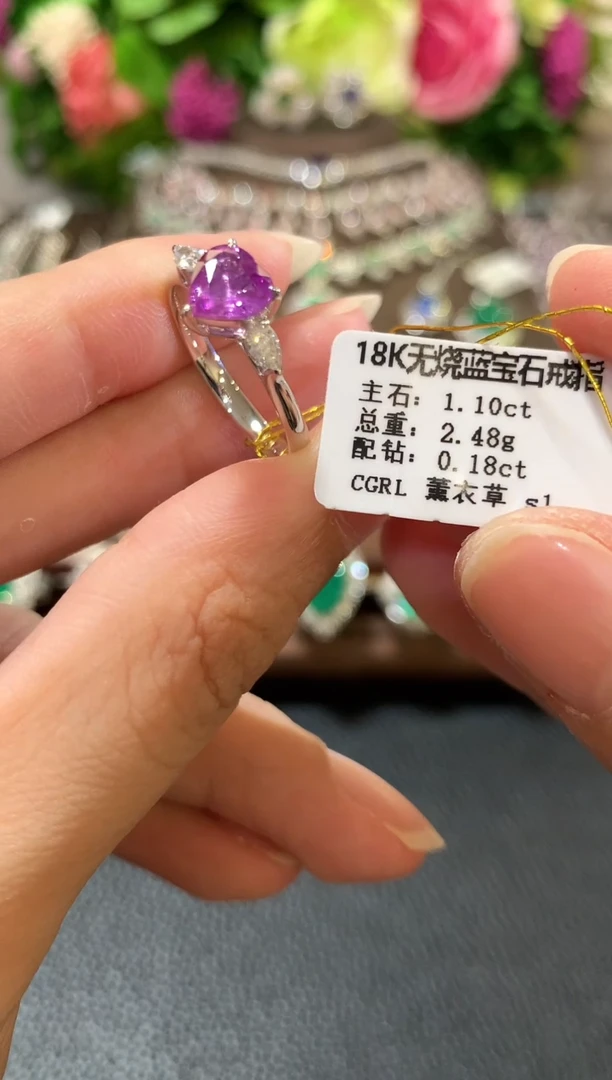 18K无烧蓝宝石戒指
主石: 1.10ct
总重: 2.48g
配钻: 0.18ct
CGRL 薰衣草 sl